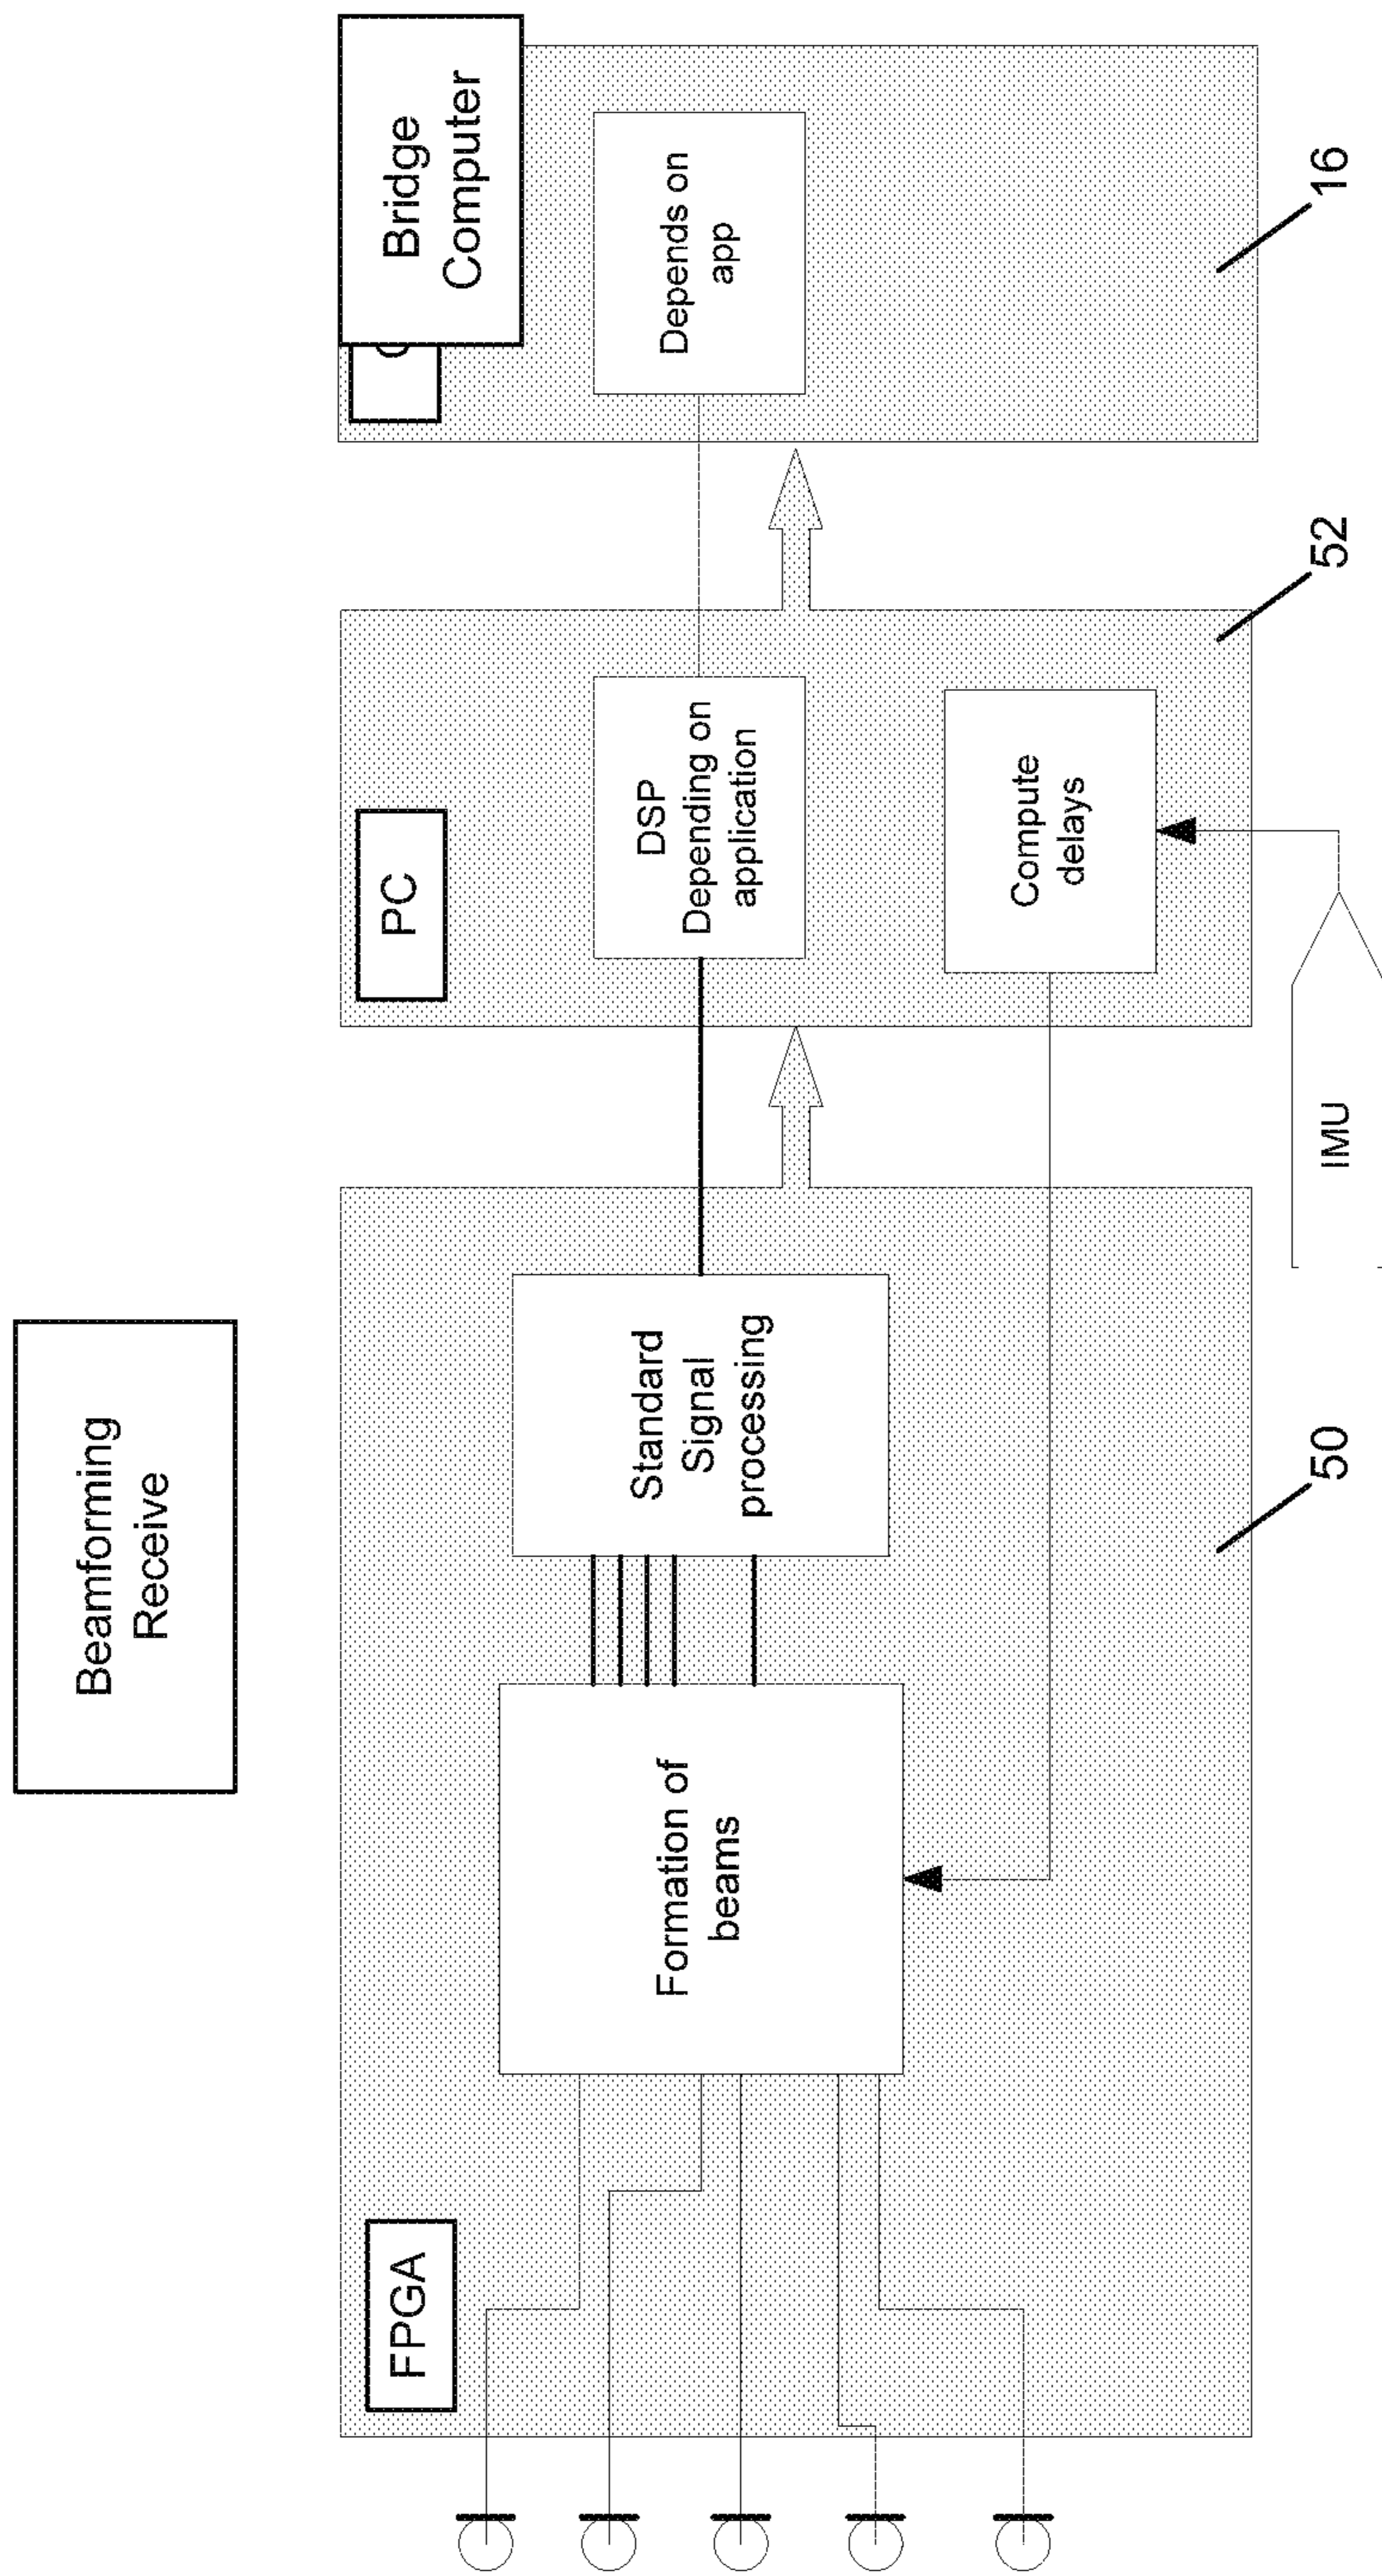 Beamforming
Receive
FPGA
PC
Bridge
Computer
Formation of
beams
Standard
Signal
processing
DSP
Depending on
application
Depends on
app
Compute
delays
IMU
50
52
16